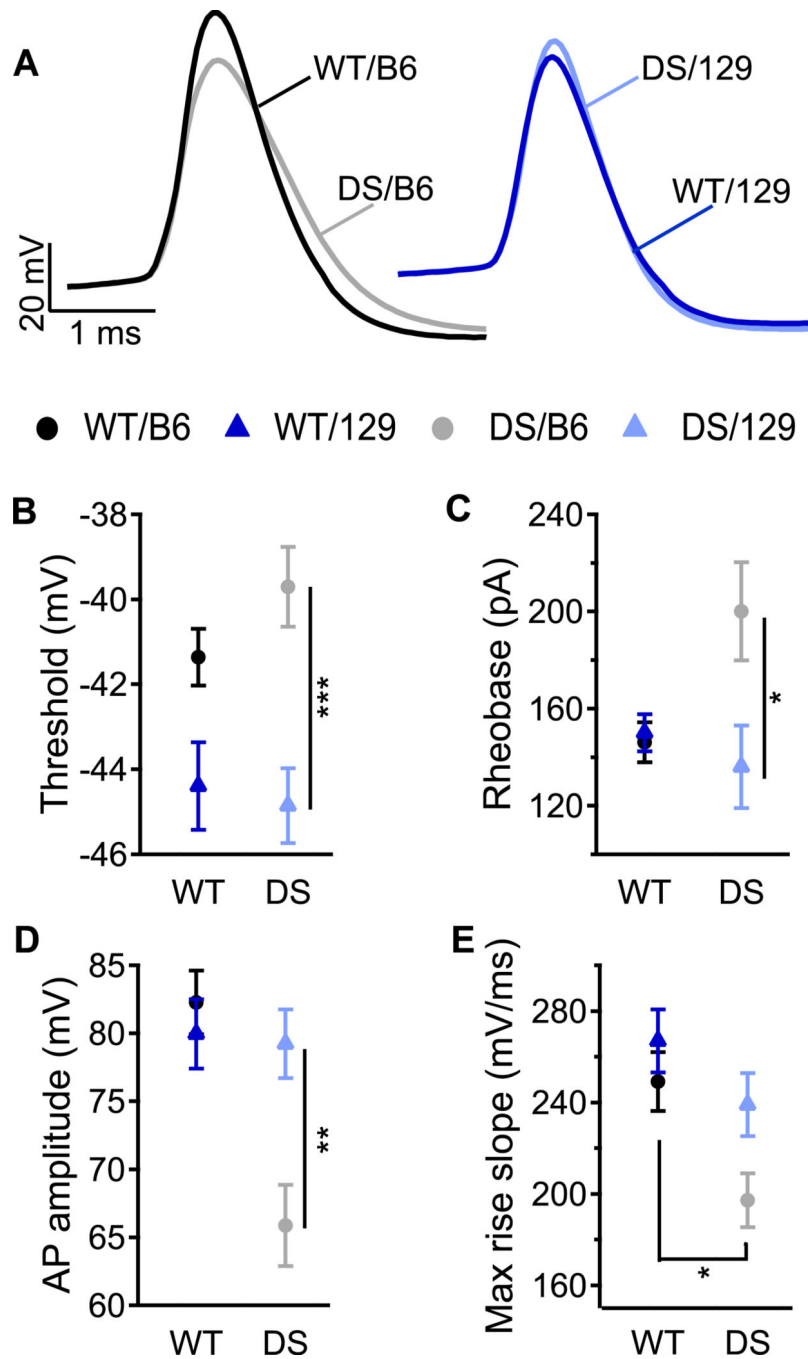 A
WT/B6
DS/B6
DS/129
WT/129
20 mV
1 ms
WT/B6 WT/129 DS/B6 DS/129
B
Threshold (mV)
-38
-40
-42
-44
-46
***
WT DS
C
Rheobase (pA)
240
200
160
120
*
WT DS
D
AP amplitude (mV)
85
80
75
70
65
60
**
WT DS
E
Max rise slope (mV/ms)
280
240
200
160
*
WT DS